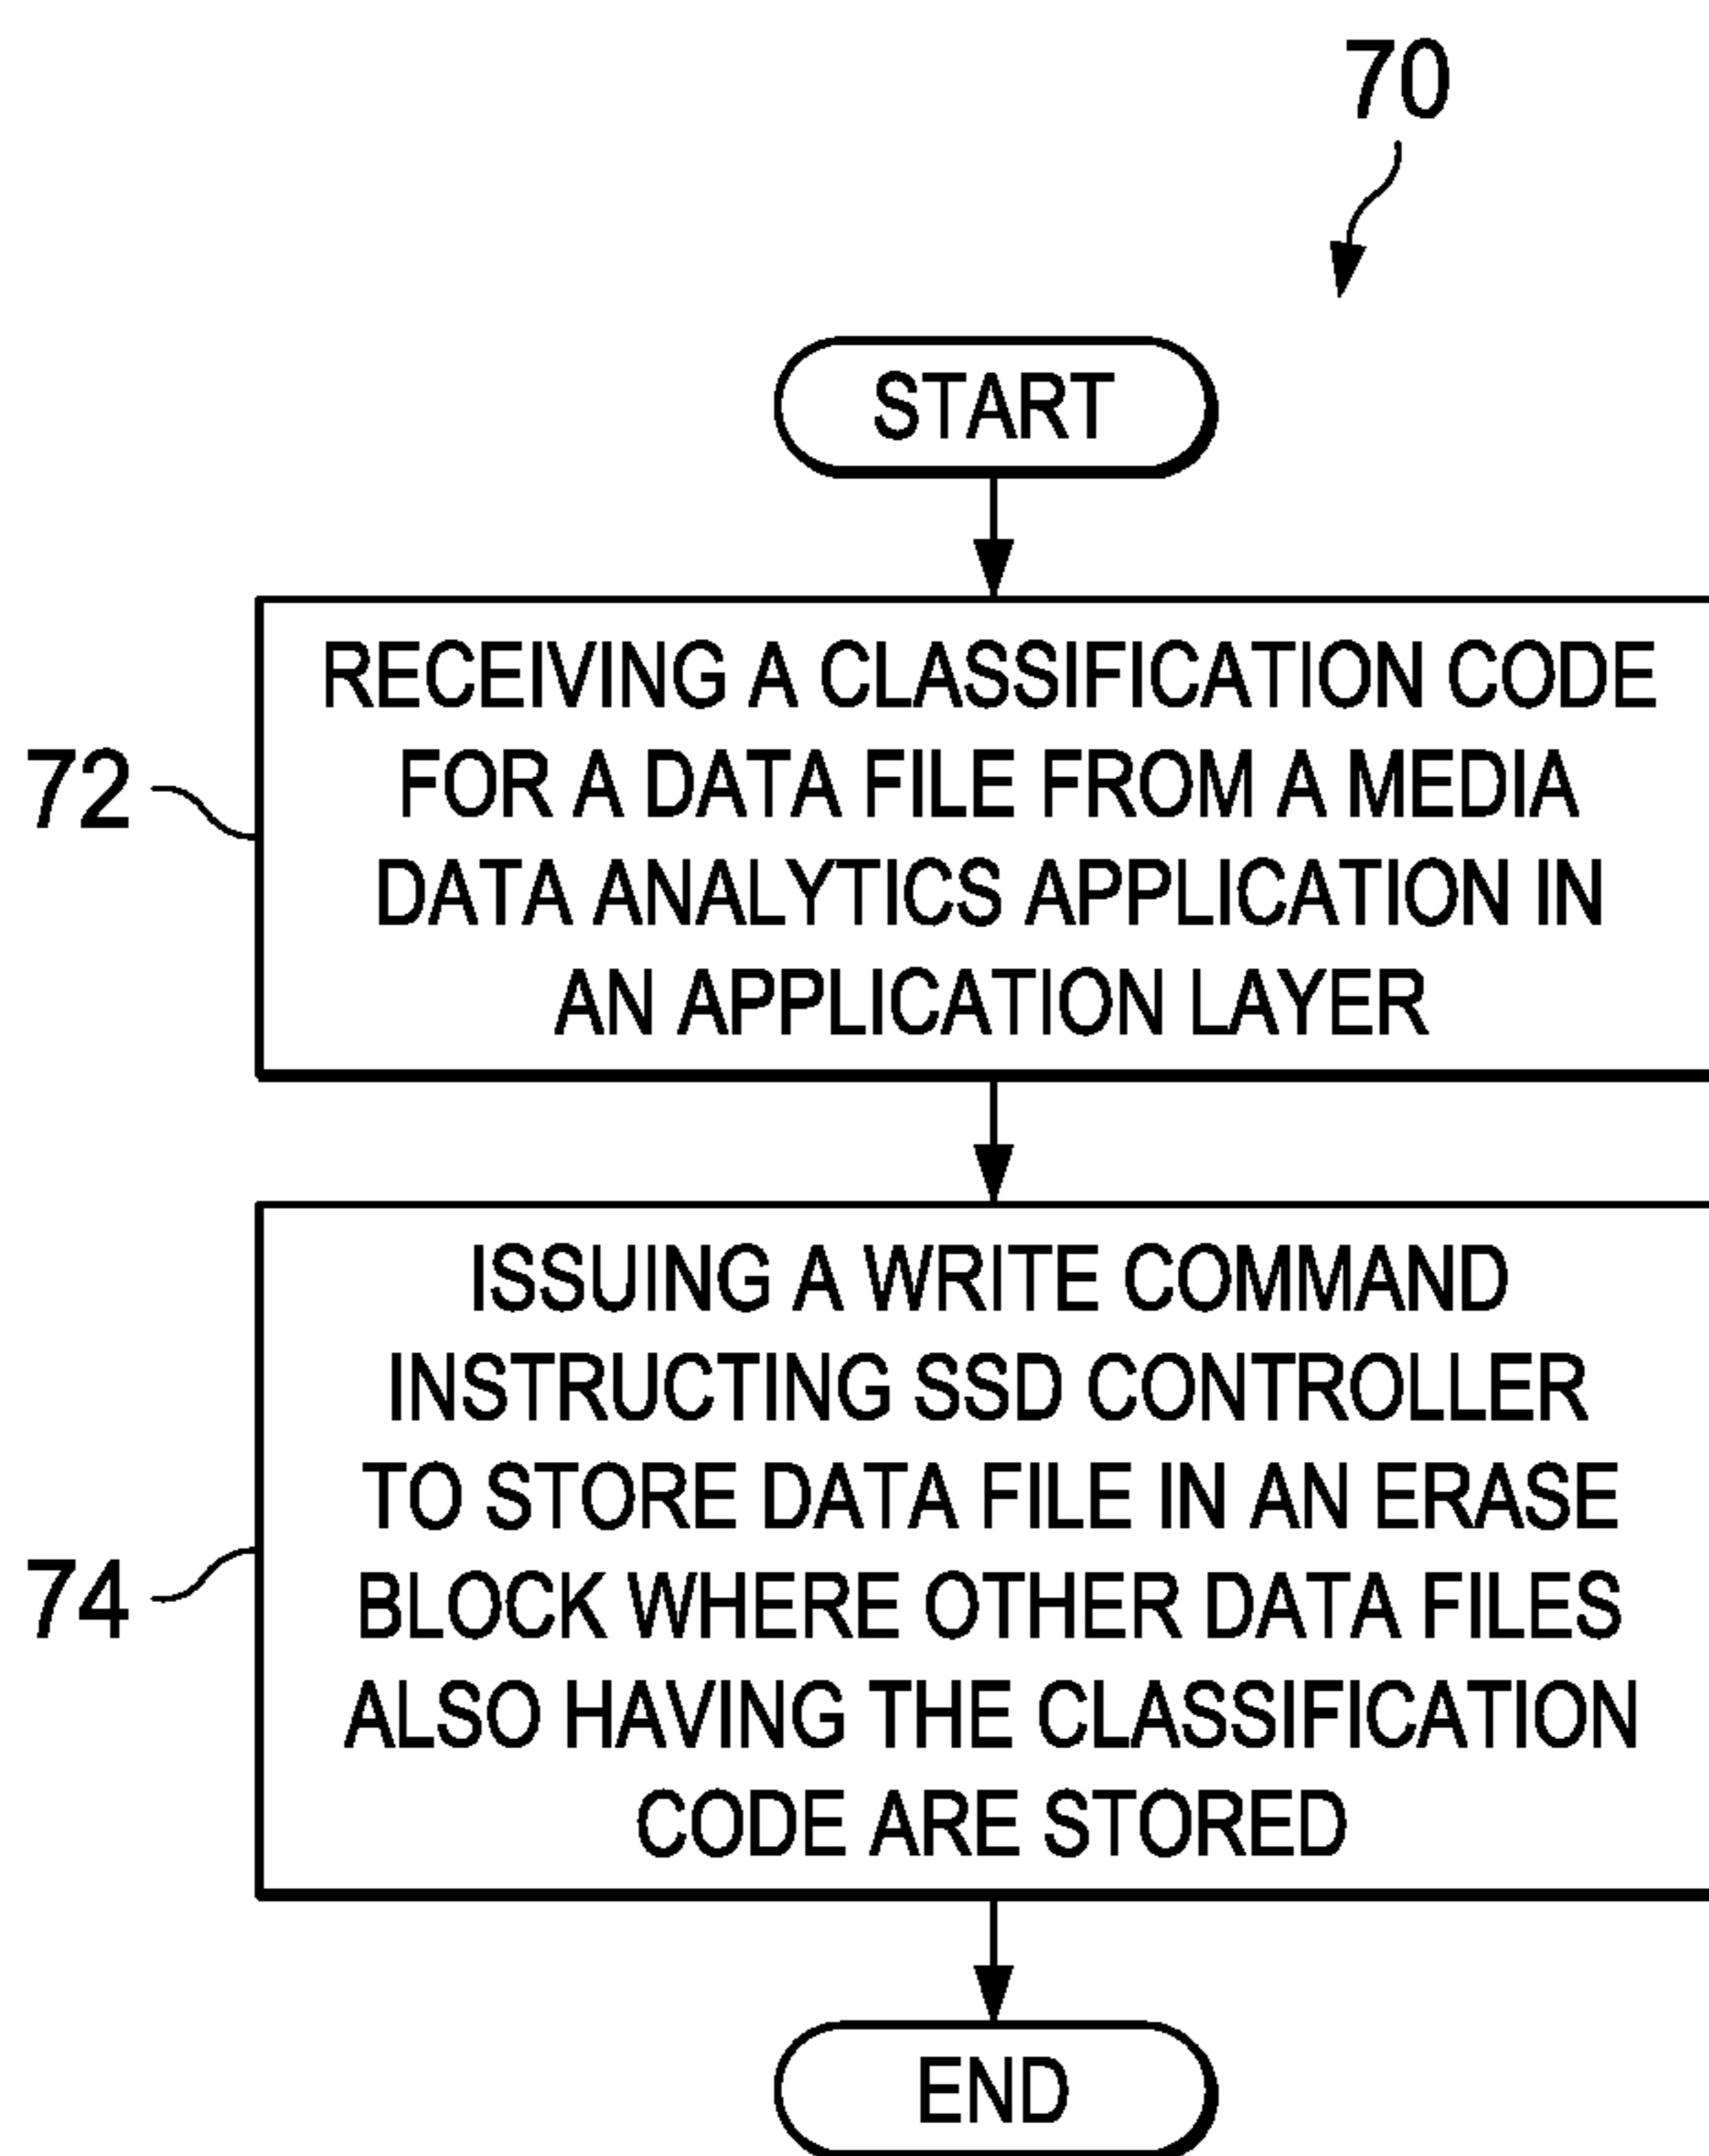 70
START
72
RECEIVING A CLASSIFICATION CODE
FOR A DATA FILE FROM A MEDIA
DATA ANALYTICS APPLICATION IN
AN APPLICATION LAYER
74
ISSUING A WRITE COMMAND
INSTRUCTING SSD CONTROLLER
TO STORE DATA FILE IN AN ERASE
BLOCK WHERE OTHER DATA FILES
ALSO HAVING THE CLASSIFICATION
CODE ARE STORED
END